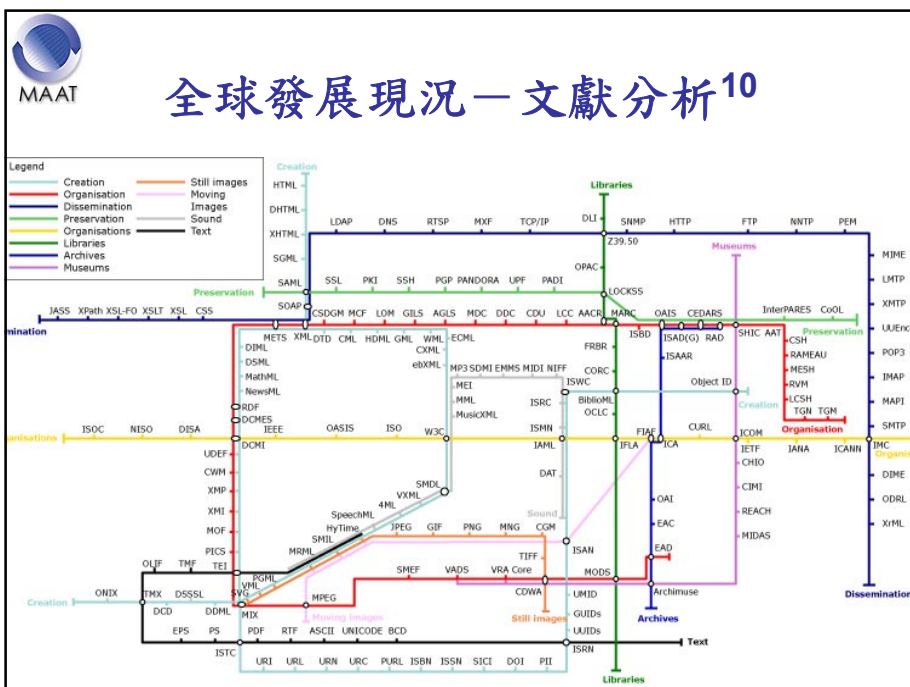 MAAT
全球發展現況－文獻分析10
Legend
Creation
Organisation
Dissemination
Preservation
Organisations
Libraries
Archives
Museums
Still images
Moving
Images
Sound
Text
Creation
HTML
DHTML
XHTML
SGML
SAML
SOAP
Libraries
DLI
LDAP DNS RTSP MXF TCP/IP
SNMP HTTP FTP NNTP PEM
Z39.50
Museums
OPAC
MIME
LMTP
XMTP
UUEnc
POP3
IMAP
MAPI
SMTP
Preservation
SSL PKI SSH PGP PANDORA UPF PADI
LOCKSS
InterPARES CoOL
Preservation
JASS XPath XSL-FO XSLT XSL CSS
mination
METS XML
CSDGM MCF LOM GILS AGLS MDC DDC CDU LCC AACR MARC OAIS CEDARS
DTD CML HDML GML WML ECML
ISBD ISAD(G) RAD SHIC AAT
CXML
ebXML
FRBR
ISAAR
CORC
CSH
RAMEAU
MESH
RVM
LCSH
TGN TGM
Organisation
DIML
DSML
MathML
NewsML
RDF
DCMES
MP3 SDMI EMMS MIDI NIFF
MEI
MML
MusicXML
ISWC
ISRC
ISMN
IAML
DAT
Sound
BiblioML
OCLC
Object ID
Creation
anisations
ISOC NISO DISA
DCMI
IEEE OASIS ISO W3C
IFLA
FIAF
ICA
CURL
ICOM
IETF IANA ICANN IMC
Organis
UDEF
CWM
XMP
XMI
MOF
PICS
TEI
CHIO
CIMI
REACH
MIDAS
DIME
ODRL
XrML
Dissemination
SMDL
VXML
4ML
SpeechML
HyTime
SMIL
MRML
PGML
VML
SVG
JPEG GIF PNG MNG CGM
TIFF
OAI
EAC
EAD
ISAN
OLIF TMF
SMEF VADS VRA Core
CDWA
MODS
Archimuse
Archives
Creation
ONIX
TMX DSSSL
DCD DDML
MIX
MPEG
Moving Images
Still images
UMID
GUIDs
UUIDs
EPS PS PDF RTF ASCII UNICODE BCD
ISTC
ISRN
Text
URI URL URN URC PURL ISBN ISSN SICI DOI PII
Libraries